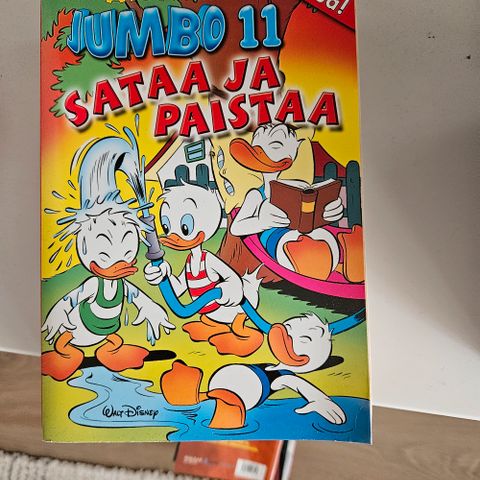 JUMBO 11
SATAA JA
PAISTAA
WALT DISNEY